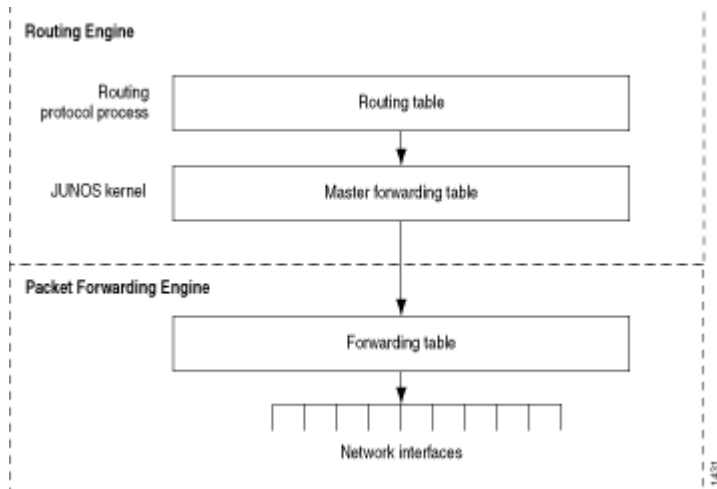 Routing Engine
Routing
protocol process
Routing table
JUNOS kernel
Master forwarding table
Packet Forwarding Engine
Forwarding table
Network interfaces
1431